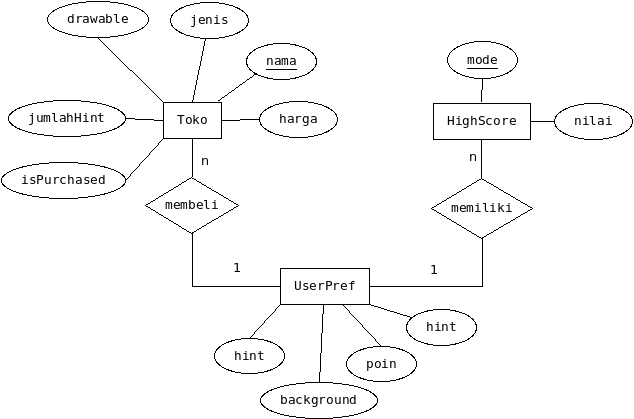 drawable
jenis
nama
mode
jumlahHint
Toko
harga
HighScore
nilai
n
n
isPurchased
membeli
memiliki
1
1
UserPref
hint
hint
poin
background